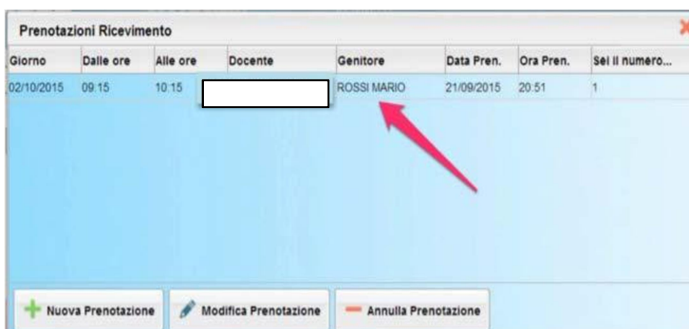 Prenotazioni Ricevimento
Giorno Dalle ore Alle ore Docente Genitore Data Pren. Ora Pren. Sei il numero...
02/10/2015 09:15 10:15 ROSSI MARIO 21/09/2015 20:51 1
Nuova Prenotazione Modifica Prenotazione Annulla Prenotazione